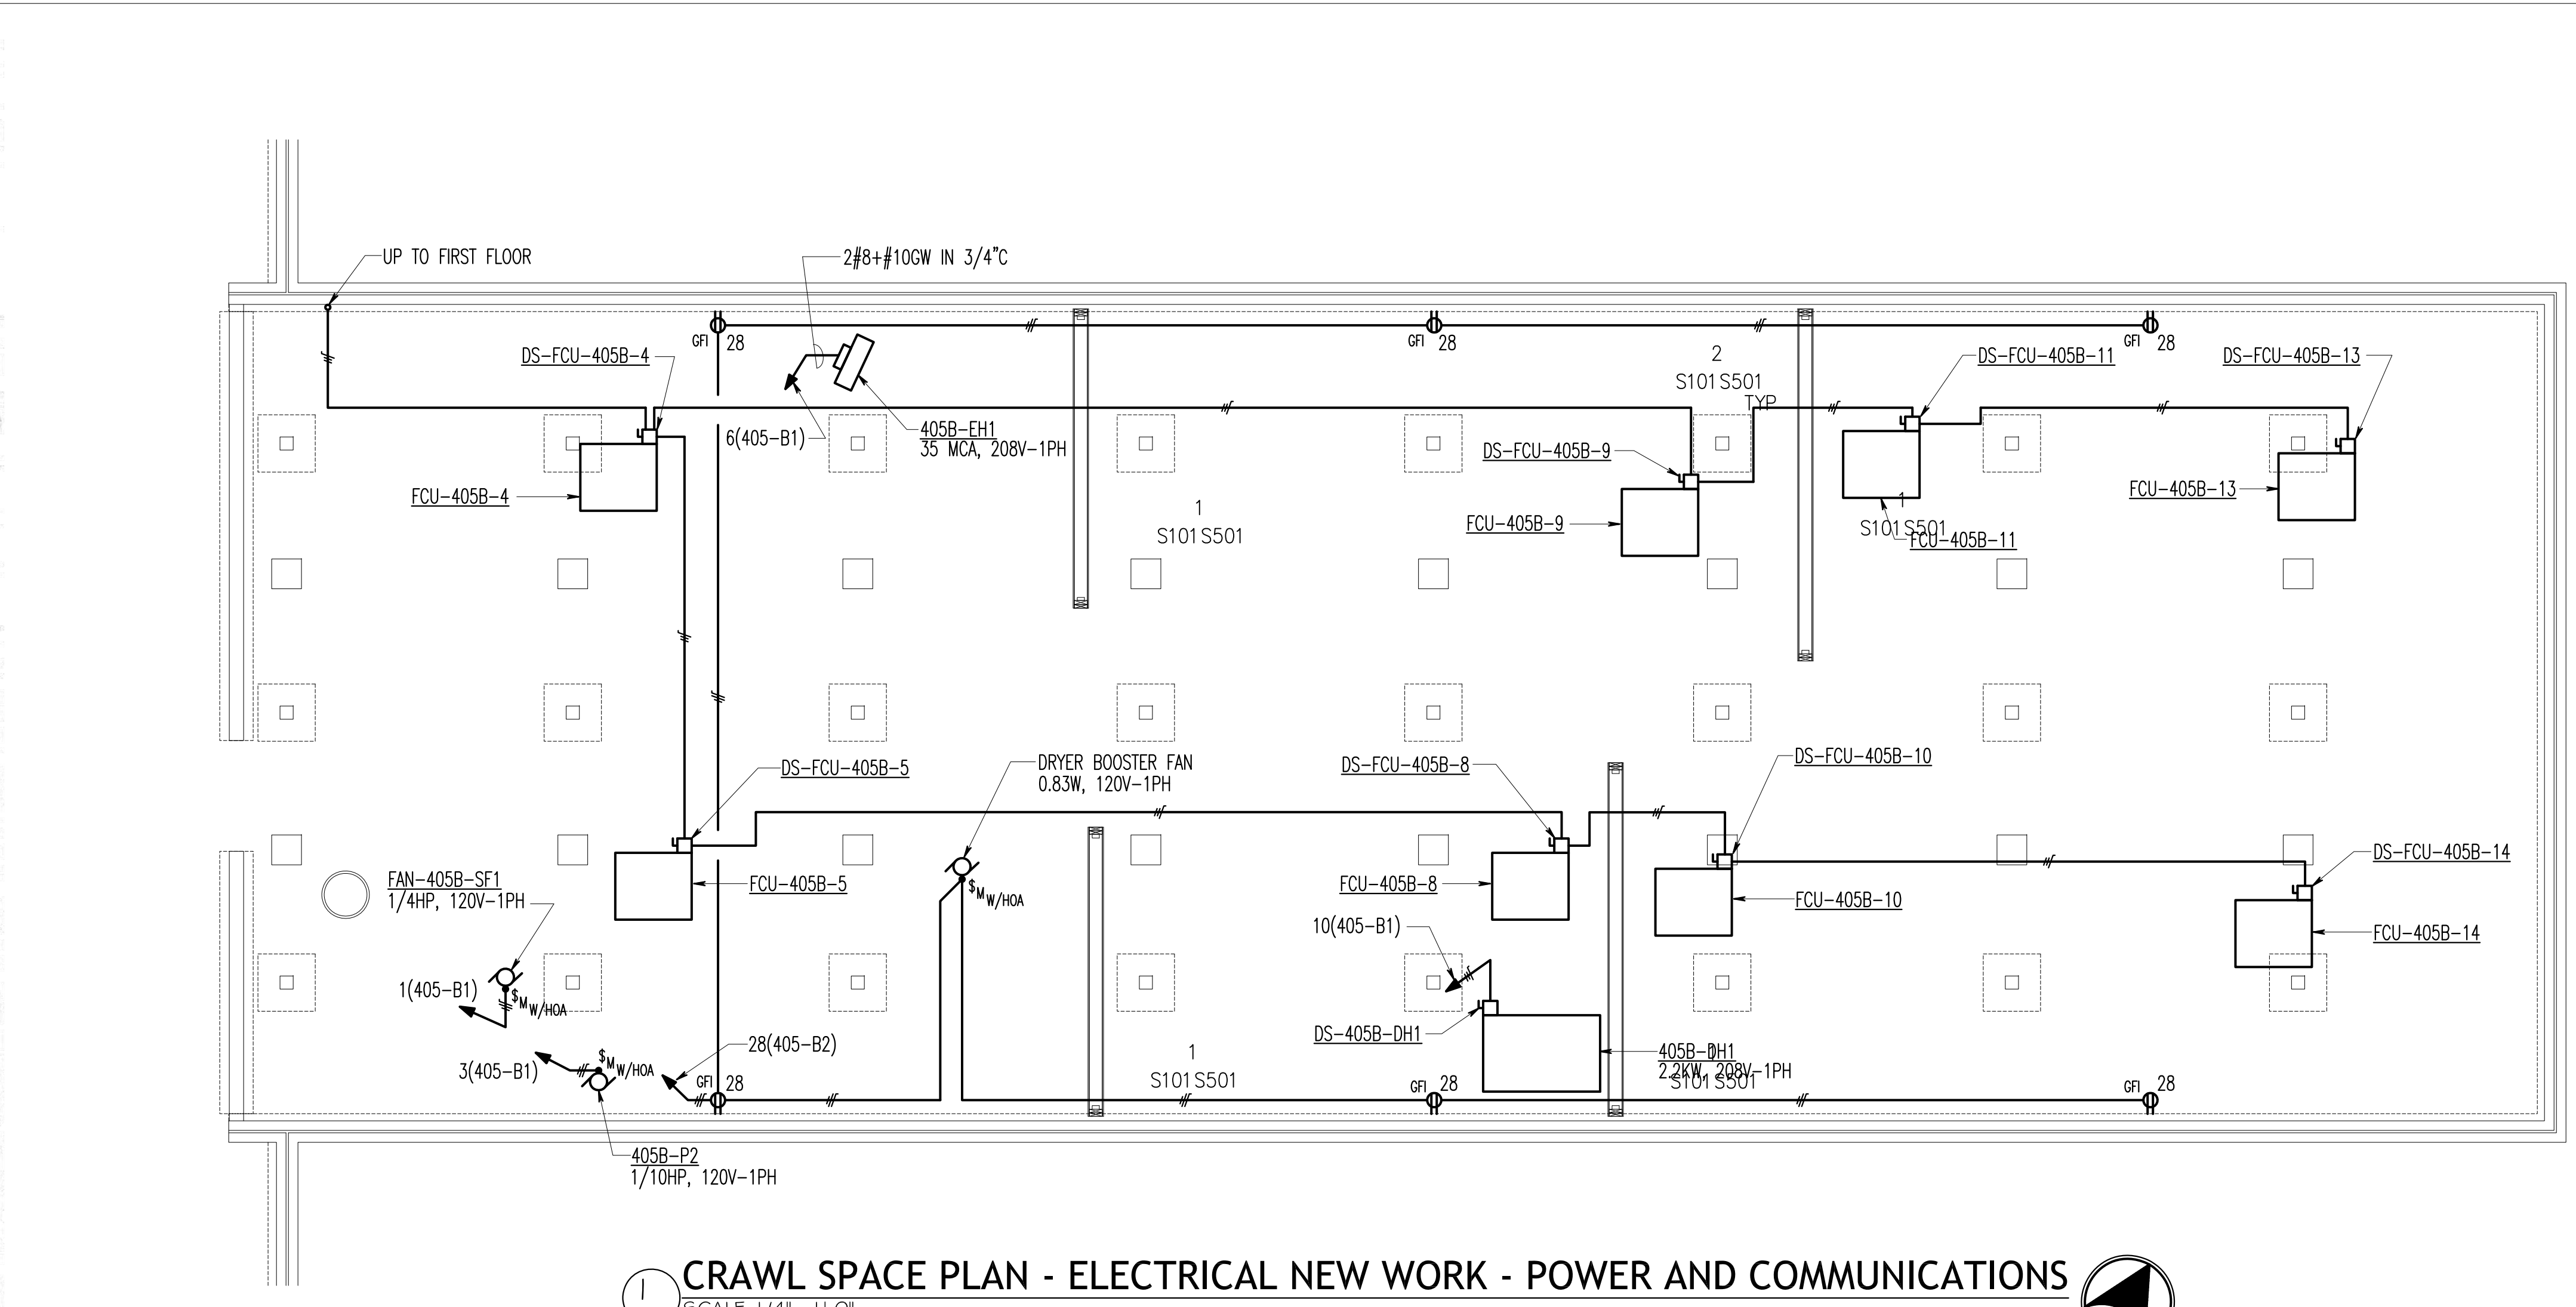 UP TO FIRST FLOOR
2#8+#10GW IN 3/4"C
GFI 28
GFI 28
GFI 28
DS-FCU-405B-4
2
S101 S501
TYP
DS-FCU-405B-11
DS-FCU-405B-13
6(405-B1)
405B-EH1
35 MCA, 208V-1PH
DS-FCU-405B-9
FCU-405B-4
FCU-405B-13
1
S101 S501
FCU-405B-9
1
S101 S501
FCU-405B-11
DS-FCU-405B-5
DRYER BOOSTER FAN
0.83W, 120V-1PH
DS-FCU-405B-8
DS-FCU-405B-10
DS-FCU-405B-14
FAN-405B-SF1
1/4HP, 120V-1PH
FCU-405B-5
$M W/HOA
FCU-405B-8
FCU-405B-10
10(405-B1)
FCU-405B-14
1(405-B1)
$M W/HOA
DS-405B-DH1
28(405-B2)
3(405-B1)
$M W/HOA
1
S101 S501
405B-DH1
2.2KW, 208V-1PH
1
S101 S501
GFI 28
GFI 28
GFI 28
405B-P2
1/10HP, 120V-1PH
1
CRAWL SPACE PLAN - ELECTRICAL NEW WORK - POWER AND COMMUNICATIONS